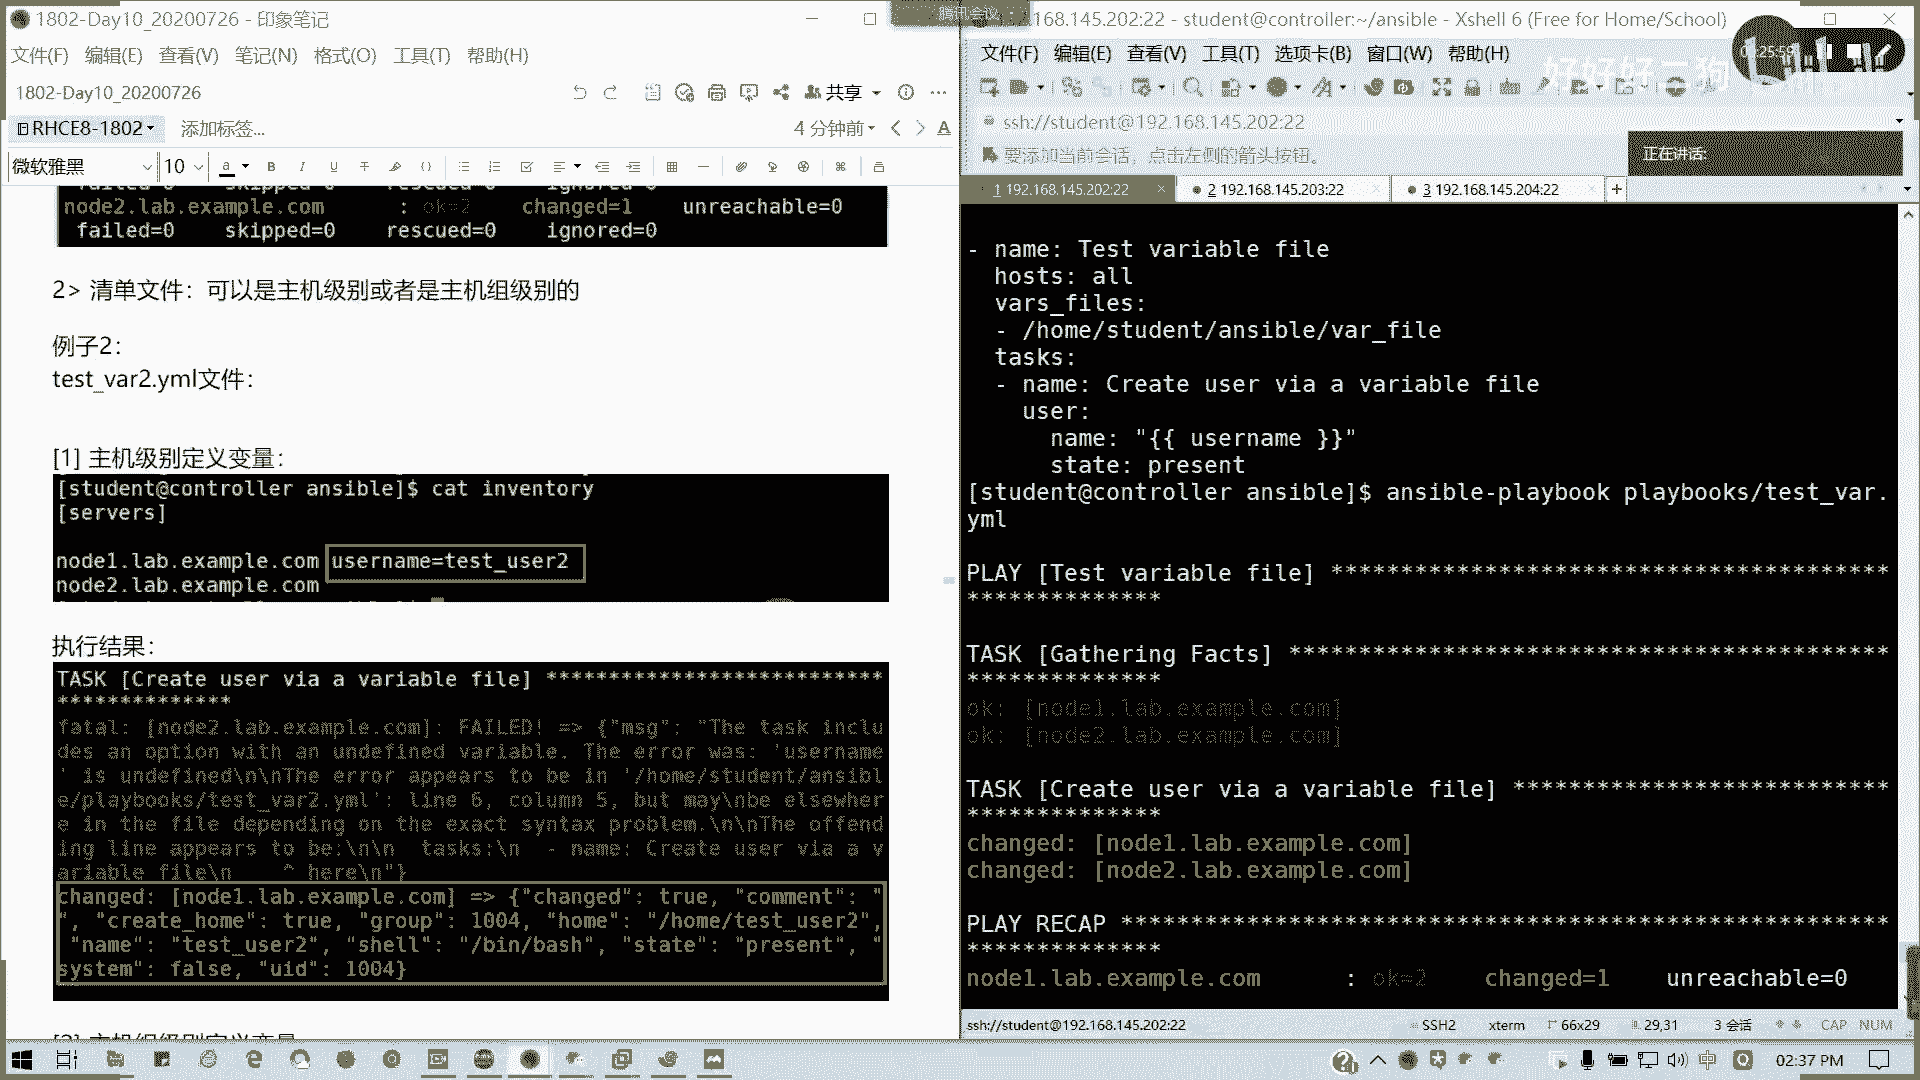 1802-Day10_20200726 - 印象笔记
文件(F) 编辑(E) 查看(V) 笔记(N) 格式(O) 工具(T) 帮助(H)
1802-Day10_20200726
共享
RHCE8-1802
添加标签...
4 分钟前
微软雅黑
10
node2.lab.example.com : ok=2 changed=1 unreachable=0
failed=0 skipped=0 rescued=0 ignored=0
2> 清单文件：可以是主机级别或者是主机组级别的
例子2：
test_var2.yml文件：
[1] 主机级别定义变量：
[student@controller ansible]$ cat inventory
[servers]
node1.lab.example.com username=test_user2
node2.lab.example.com
执行结果：
TASK [Create user via a variable file] ***************************
**************
fatal: [node2.lab.example.com]: FAILED! => {"msg": "The task inclu
des an option with an undefined variable. The error was: 'username
' is undefined\n\nThe error appears to be in '/home/student/ansibl
e/playbooks/test_var2.yml': line 6, column 5, but may\nbe elsewher
e in the file depending on the exact syntax problem.\n\nThe offend
ing line appears to be:\n\n  tasks:\n  - name: Create user via a v
ariable file\n    ^ here\n"}
changed: [node1.lab.example.com] => {"changed": true, "comment": "
", "create_home": true, "group": 1004, "home": "/home/test_user2",
"name": "test_user2", "shell": "/bin/bash", "state": "present", "
system": false, "uid": 1004}
腾讯会议
.168.145.202:22 - student@controller:~/ansible - Xshell 6 (Free for Home/School)
文件(F) 编辑(E) 查看(V) 工具(T) 选项卡(B) 窗口(W) 帮助(H)
好好好二狗
ssh://student@192.168.145.202:22
要添加当前会话，点击左侧的箭头按钮。
正在讲话:
1 192.168.145.202:22
2 192.168.145.203:22
3 192.168.145.204:22
- name: Test variable file
hosts: all
vars_files:
- /home/student/ansible/var_file
tasks:
- name: Create user via a variable file
user:
name: "{{ username }}"
state: present
[student@controller ansible]$ ansible-playbook playbooks/test_var.
yml
PLAY [Test variable file] ****************************************
**************
TASK [Gathering Facts] *******************************************
**************
ok: [node1.lab.example.com]
ok: [node2.lab.example.com]
TASK [Create user via a variable file] ***************************
**************
changed: [node1.lab.example.com]
changed: [node2.lab.example.com]
PLAY RECAP *******************************************************
**************
node1.lab.example.com : ok=2 changed=1 unreachable=0
ssh://student@192.168.145.202:22
SSH2
xterm
66x29
29,31
3 会话
CAP NUM
中
02:37 PM